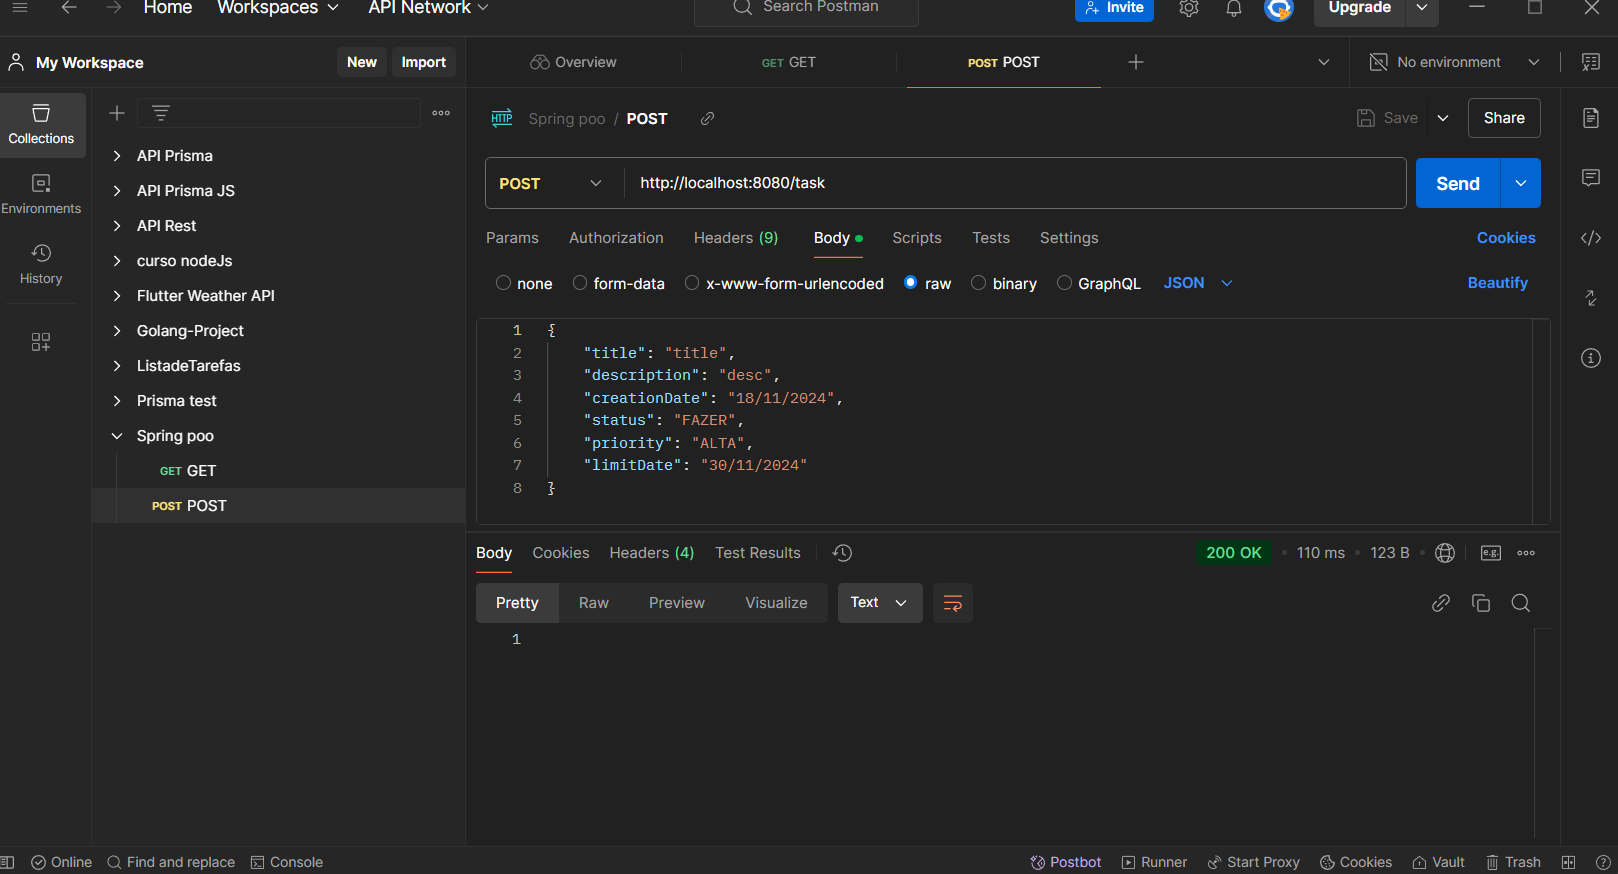 Home Workspaces API Network Search Postman Invite Upgrade
My Workspace New Import Overview GET GET POST POST No environment
Collections
Environments
History
API Prisma
API Prisma JS
API Rest
curso nodeJs
Flutter Weather API
Golang-Project
ListadeTarefas
Prisma test
Spring poo
GET GET
POST POST
HTTP Spring poo / POST Save Share
POST http://localhost:8080/task Send
Params Authorization Headers (9) Body Scripts Tests Settings Cookies
none form-data x-www-form-urlencoded raw binary GraphQL JSON Beautify
1 {
2 "title": "title",
3 "description": "desc",
4 "creationDate": "18/11/2024",
5 "status": "FAZER",
6 "priority": "ALTA",
7 "limitDate": "30/11/2024"
8 }
Body Cookies Headers (4) Test Results 200 OK • 110 ms • 123 B • e.g.
Pretty Raw Preview Visualize Text
1
Online Find and replace Console Postbot Runner Start Proxy Cookies Vault Trash